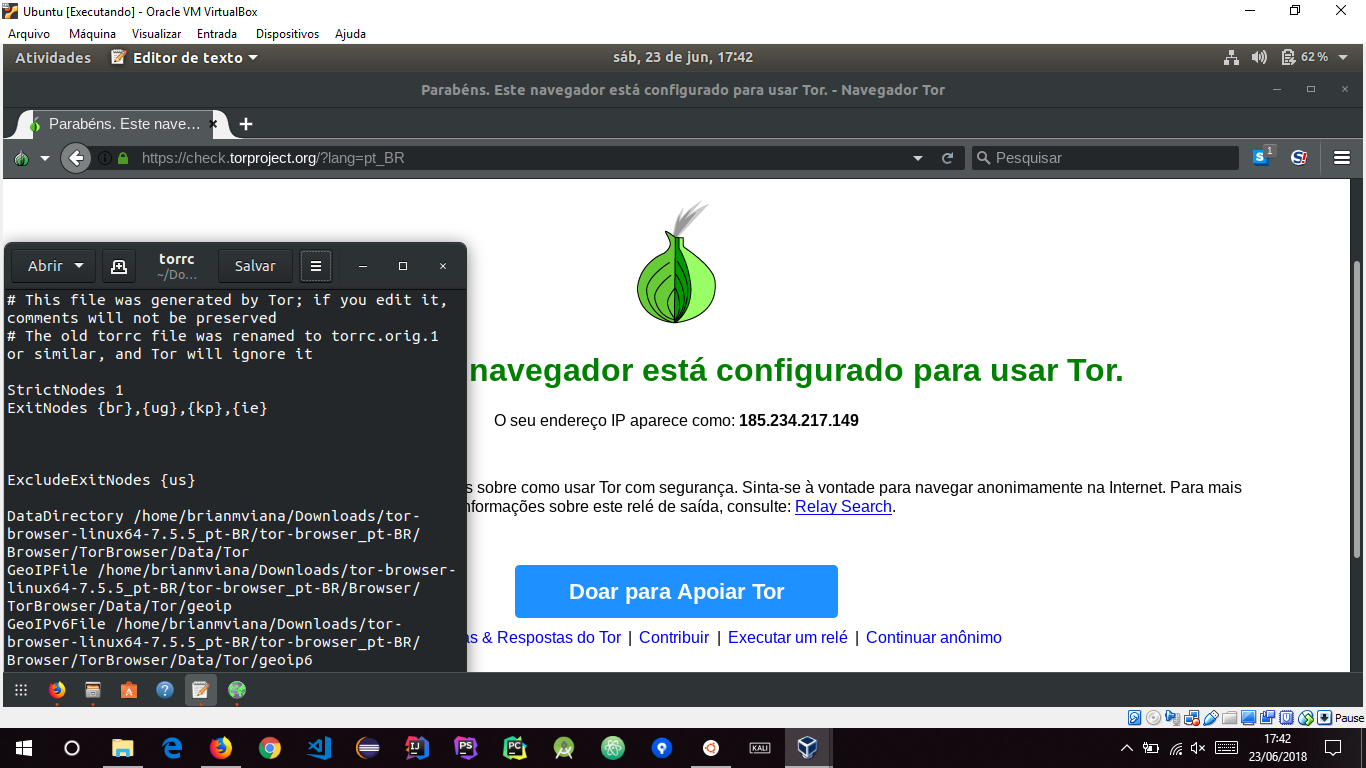 Ubuntu [Executando] - Oracle VM VirtualBox
Arquivo Máquina Visualizar Entrada Dispositivos Ajuda
Atividades Editor de texto sáb, 23 de jun, 17:42 62 %
Parabéns. Este navegador está configurado para usar Tor. - Navegador Tor
Parabéns. Este nave...
https://check.torproject.org/?lang=pt_BR Pesquisar 1
Abrir torrc Salvar
~/Do...
# This file was generated by Tor; if you edit it,
comments will not be preserved
# The old torrc file was renamed to torrc.orig.1
or similar, and Tor will ignore it
StrictNodes 1
ExitNodes {br},{ug},{kp},{ie}
ExcludeExitNodes {us}
DataDirectory /home/brianmviana/Downloads/tor-
browser-linux64-7.5.5_pt-BR/tor-browser_pt-BR/
Browser/TorBrowser/Data/Tor
GeoIPFile /home/brianmviana/Downloads/tor-browser-
linux64-7.5.5_pt-BR/tor-browser_pt-BR/Browser/
TorBrowser/Data/Tor/geoip
GeoIPv6File /home/brianmviana/Downloads/tor-
browser-linux64-7.5.5_pt-BR/tor-browser_pt-BR/
Browser/TorBrowser/Data/Tor/geoip6
navegador está configurado para usar Tor.
O seu endereço IP aparece como: 185.234.217.149
s sobre como usar Tor com segurança. Sinta-se à vontade para navegar anonimamente na Internet. Para mais
nformações sobre este relé de saída, consulte: Relay Search.
Doar para Apoiar Tor
as & Respostas do Tor | Contribuir | Executar um relé | Continuar anônimo
Pause
KALI
17:42
23/06/2018